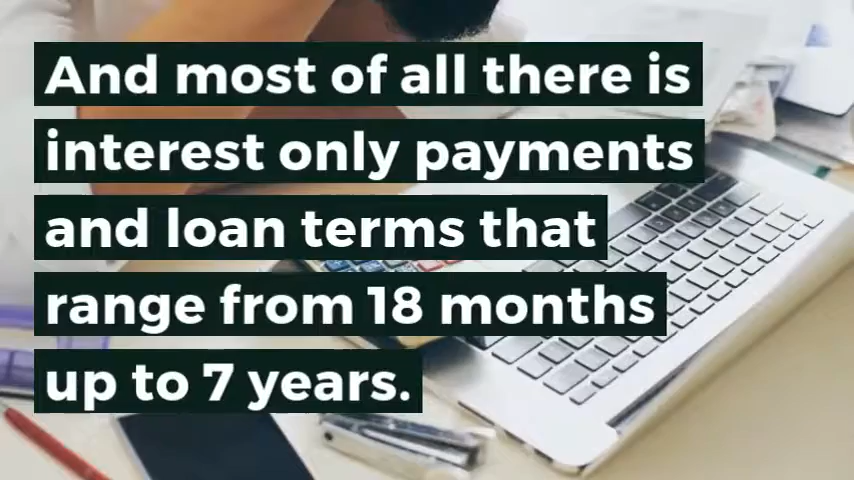 And most of all there is
interest only payments
and loan terms that
range from 18 months
up to 7 years.